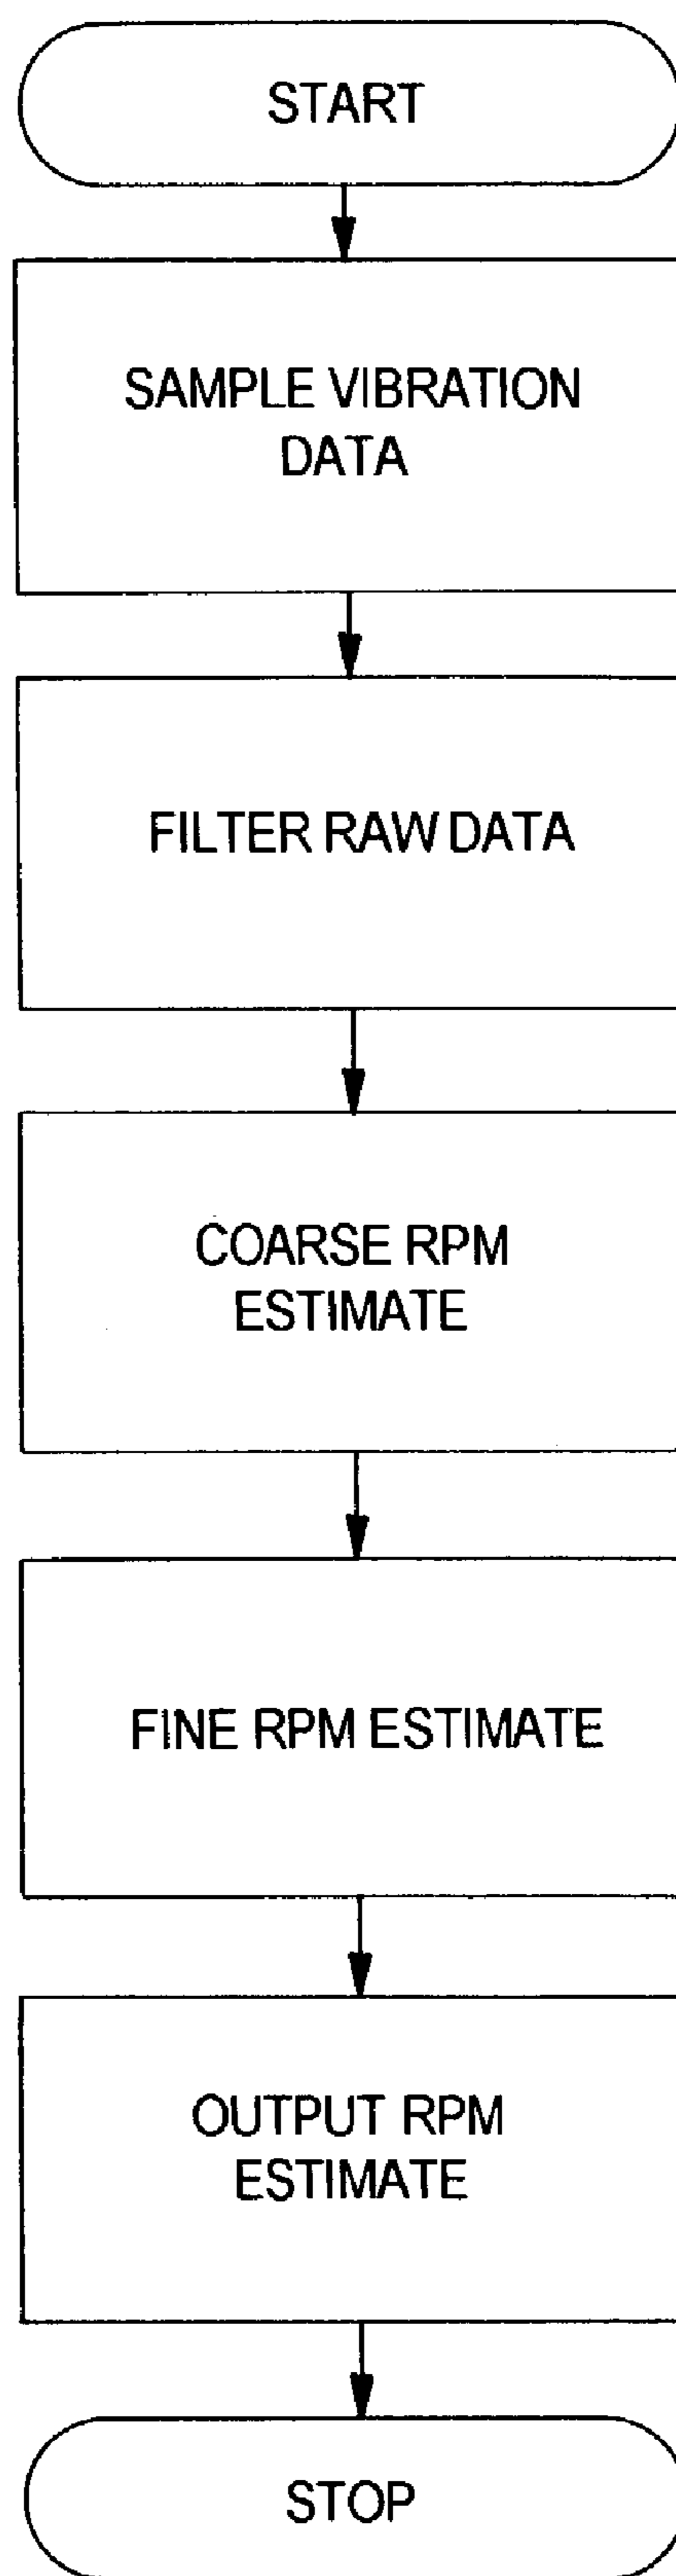 START
SAMPLE VIBRATION
DATA
FILTER RAW DATA
COARSE RPM
ESTIMATE
FINE RPM ESTIMATE
OUTPUT RPM
ESTIMATE
STOP